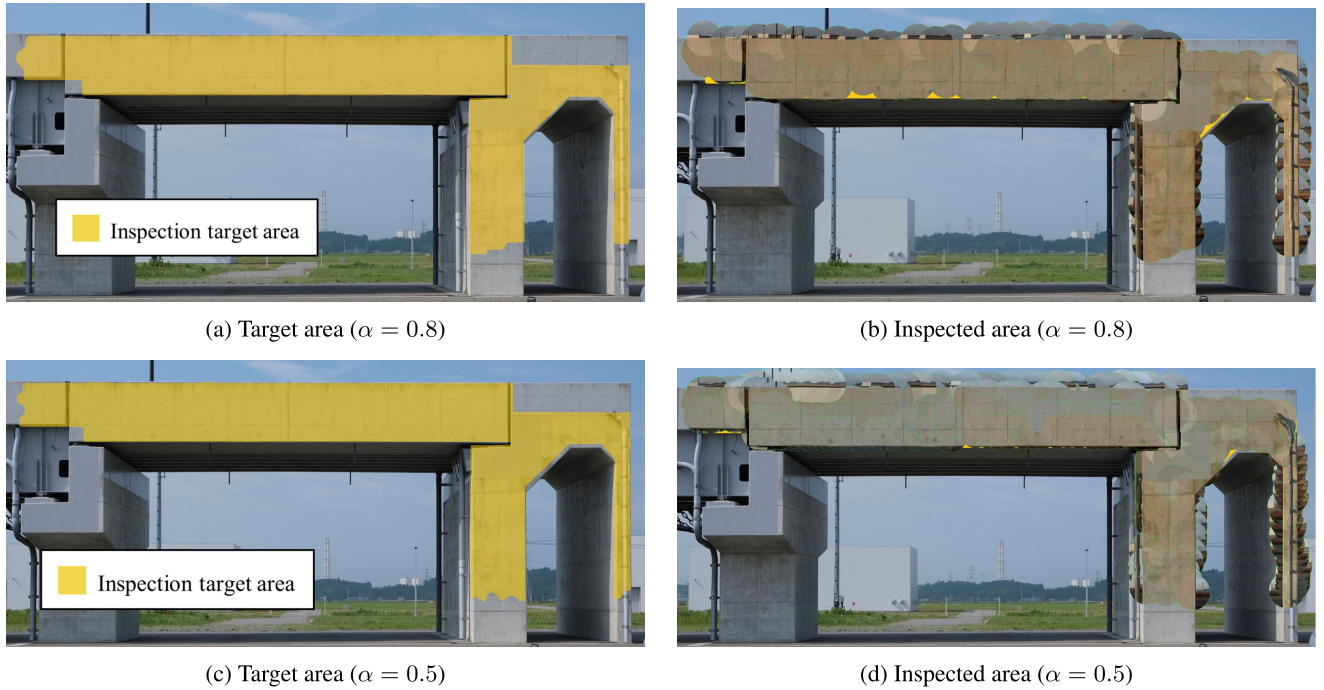 Inspection target area
(a) Target area (α = 0.8)
(b) Inspected area (α = 0.8)
Inspection target area
(c) Target area (α = 0.5)
(d) Inspected area (α = 0.5)